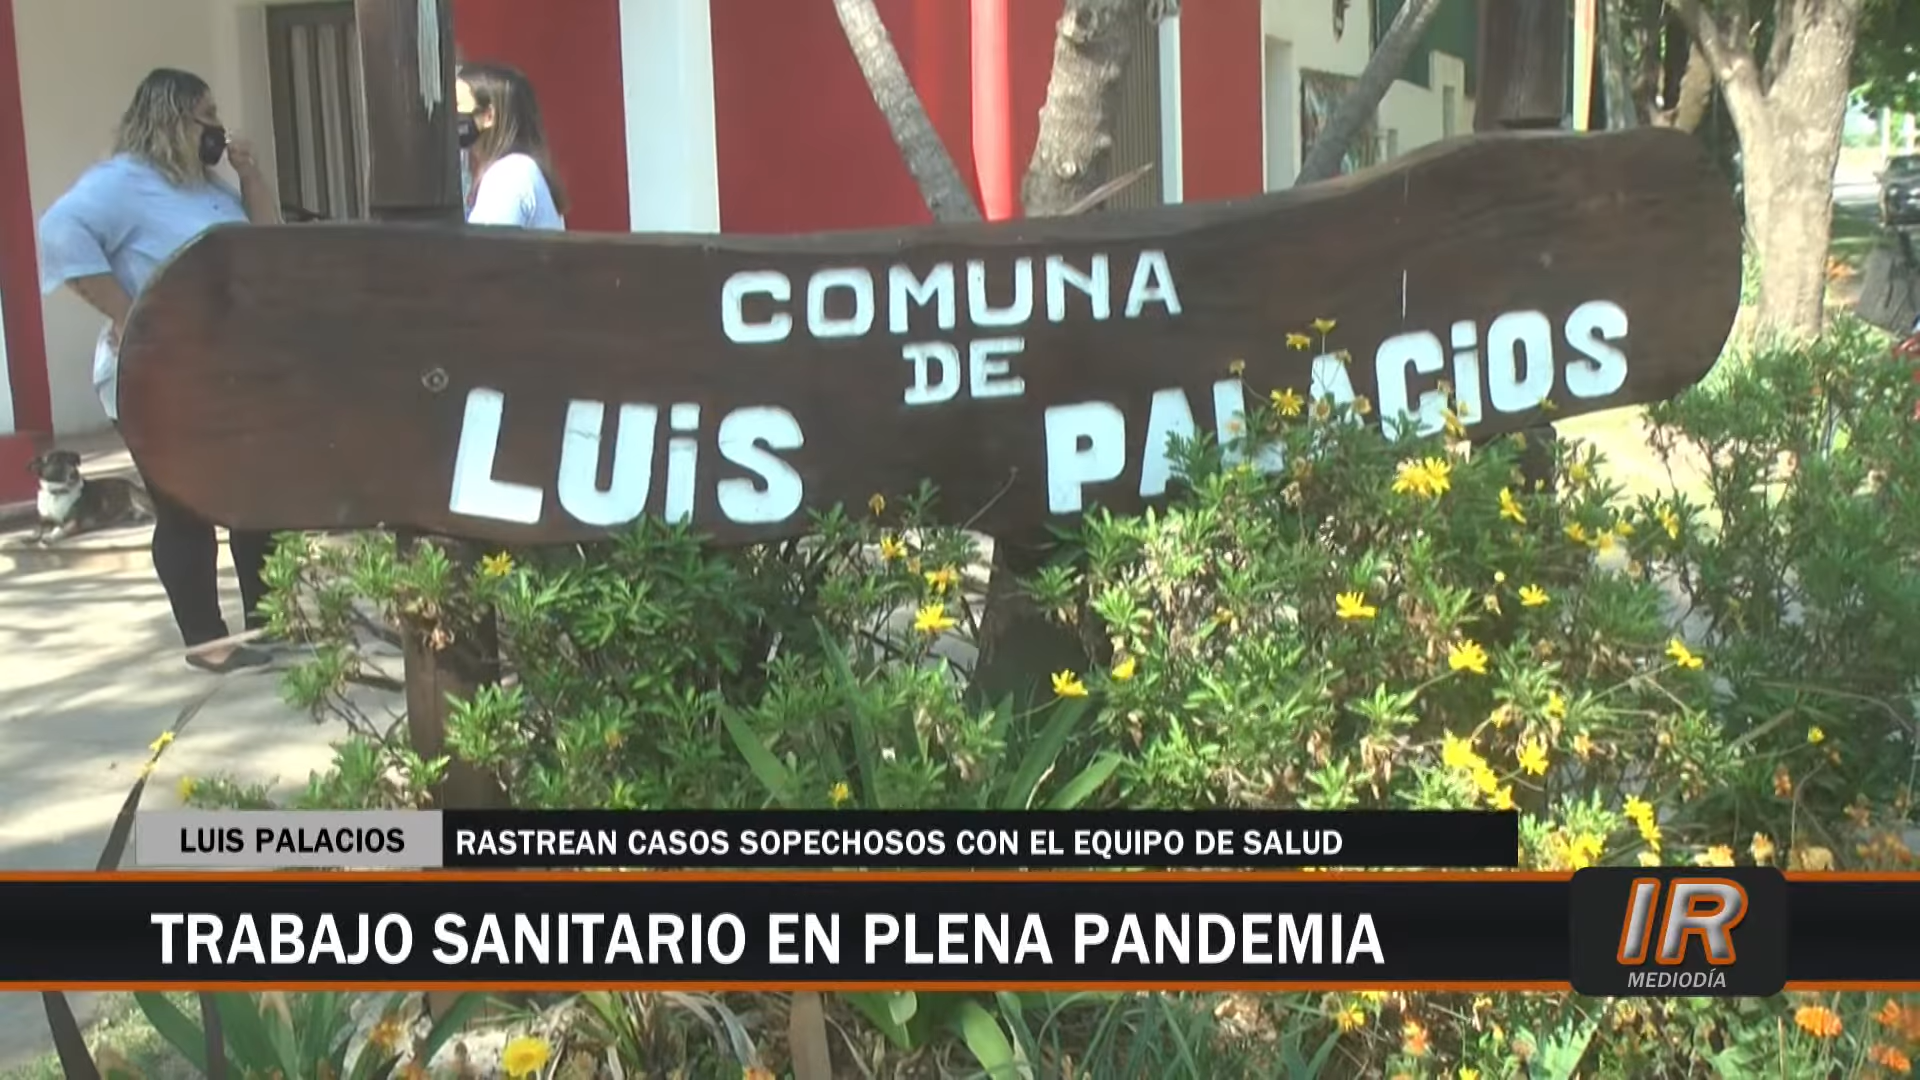 COMUNA
DE
LUiS PALACiOS
LUIS PALACIOS
RASTREAN CASOS SOPECHOSOS CON EL EQUIPO DE SALUD
TRABAJO SANITARIO EN PLENA PANDEMIA
IR
MEDIODÍA